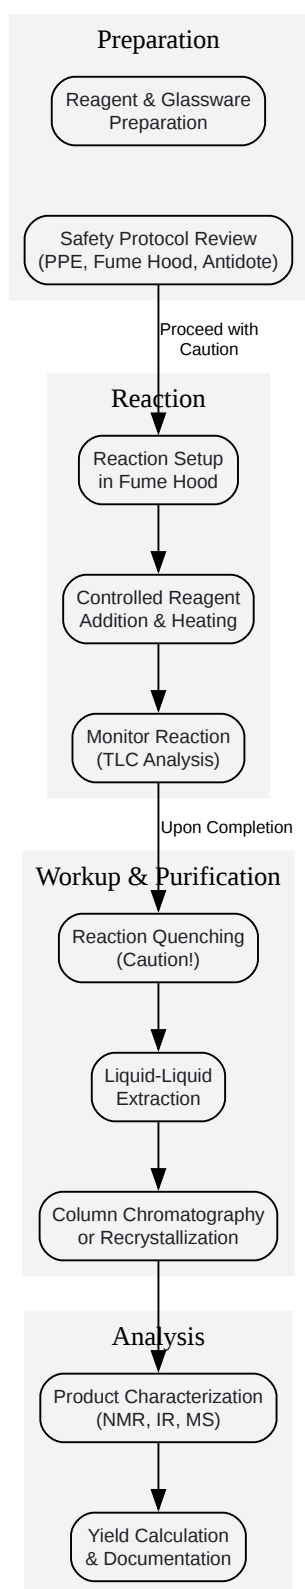 Preparation
Reagent & Glassware
Preparation
Safety Protocol Review
(PPE, Fume Hood, Antidote)
Proceed with
Caution
Reaction
Reaction Setup
in Fume Hood
Controlled Reagent
Addition & Heating
Monitor Reaction
(TLC Analysis)
Upon Completion
Workup & Purification
Reaction Quenching
(Caution!)
Liquid-Liquid
Extraction
Column Chromatography
or Recrystallization
Analysis
Product Characterization
(NMR, IR, MS)
Yield Calculation
& Documentation